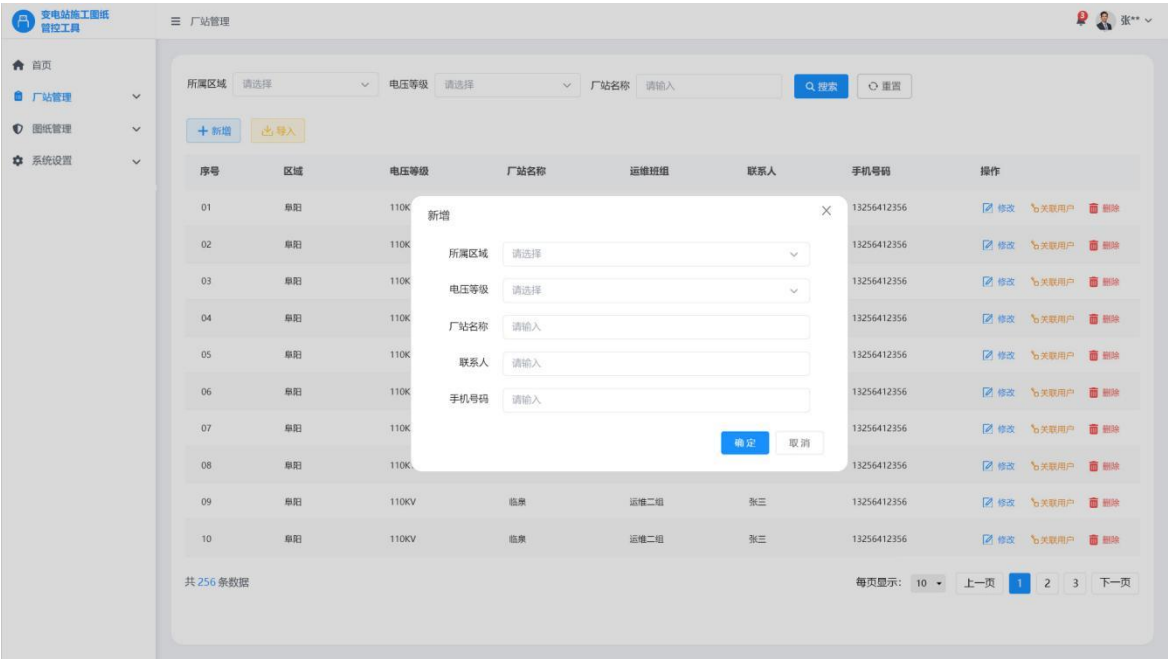 变电站施工图纸
管控工具
厂站管理
3
张**
首页
厂站管理
图纸管理
系统设置
所属区域 请选择 电压等级 请选择 厂站名称 请输入 搜索 重置
新增 导入
序号 区域 电压等级 厂站名称 运维班组 联系人 手机号码 操作
01 阜阳 110K 13256412356 修改 关联用户 删除
02 阜阳 110K 13256412356 修改 关联用户 删除
03 阜阳 110K 13256412356 修改 关联用户 删除
04 阜阳 110K 13256412356 修改 关联用户 删除
05 阜阳 110K 13256412356 修改 关联用户 删除
06 阜阳 110K 13256412356 修改 关联用户 删除
07 阜阳 110K 13256412356 修改 关联用户 删除
08 阜阳 110K 13256412356 修改 关联用户 删除
09 阜阳 110KV 临泉 运维二组 张三 13256412356 修改 关联用户 删除
10 阜阳 110KV 临泉 运维二组 张三 13256412356 修改 关联用户 删除
新增
所属区域 请选择
电压等级 请选择
厂站名称 请输入
联系人 请输入
手机号码 请输入
确定 取消
共 256 条数据 每页显示： 10 上一页 1 2 3 下一页